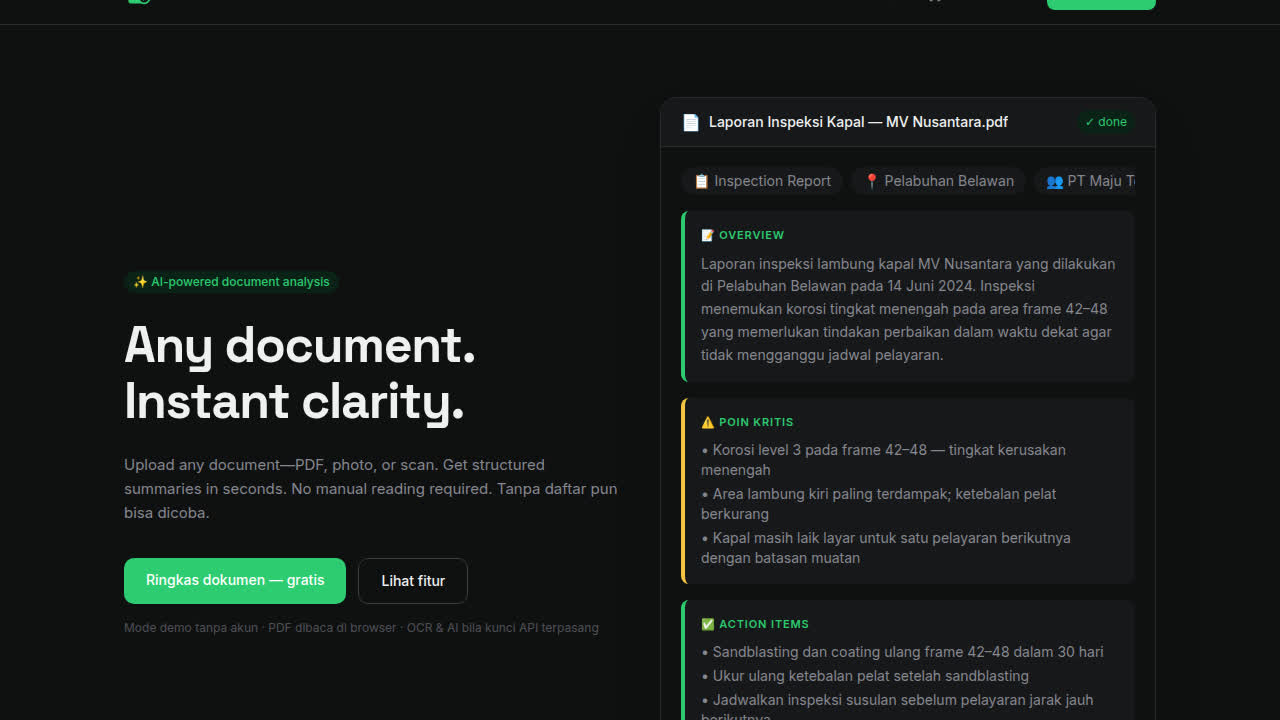 ✨ AI-powered document analysis
Any document.
Instant clarity.
Upload any document—PDF, photo, or scan. Get structured
summaries in seconds. No manual reading required. Tanpa daftar pun
bisa dicoba.
Ringkas dokumen — gratis
Lihat fitur
Mode demo tanpa akun · PDF dibaca di browser · OCR & AI bila kunci API terpasang
📄 Laporan Inspeksi Kapal — MV Nusantara.pdf
✓ done
📋 Inspection Report
📍 Pelabuhan Belawan
👥 PT Maju
📝 OVERVIEW
Laporan inspeksi lambung kapal MV Nusantara yang dilakukan
di Pelabuhan Belawan pada 14 Juni 2024. Inspeksi
menemukan korosi tingkat menengah pada area frame 42–48
yang memerlukan tindakan perbaikan dalam waktu dekat agar
tidak mengganggu jadwal pelayaran.
⚠️ POIN KRITIS
• Korosi level 3 pada frame 42–48 — tingkat kerusakan
menengah
• Area lambung kiri paling terdampak; ketebalan pelat
berkurang
• Kapal masih laik layar untuk satu pelayaran berikutnya
dengan batasan muatan
✅ ACTION ITEMS
• Sandblasting dan coating ulang frame 42–48 dalam 30 hari
• Ukur ulang ketebalan pelat setelah sandblasting
• Jadwalkan inspeksi susulan sebelum pelayaran jarak jauh
berikutnya